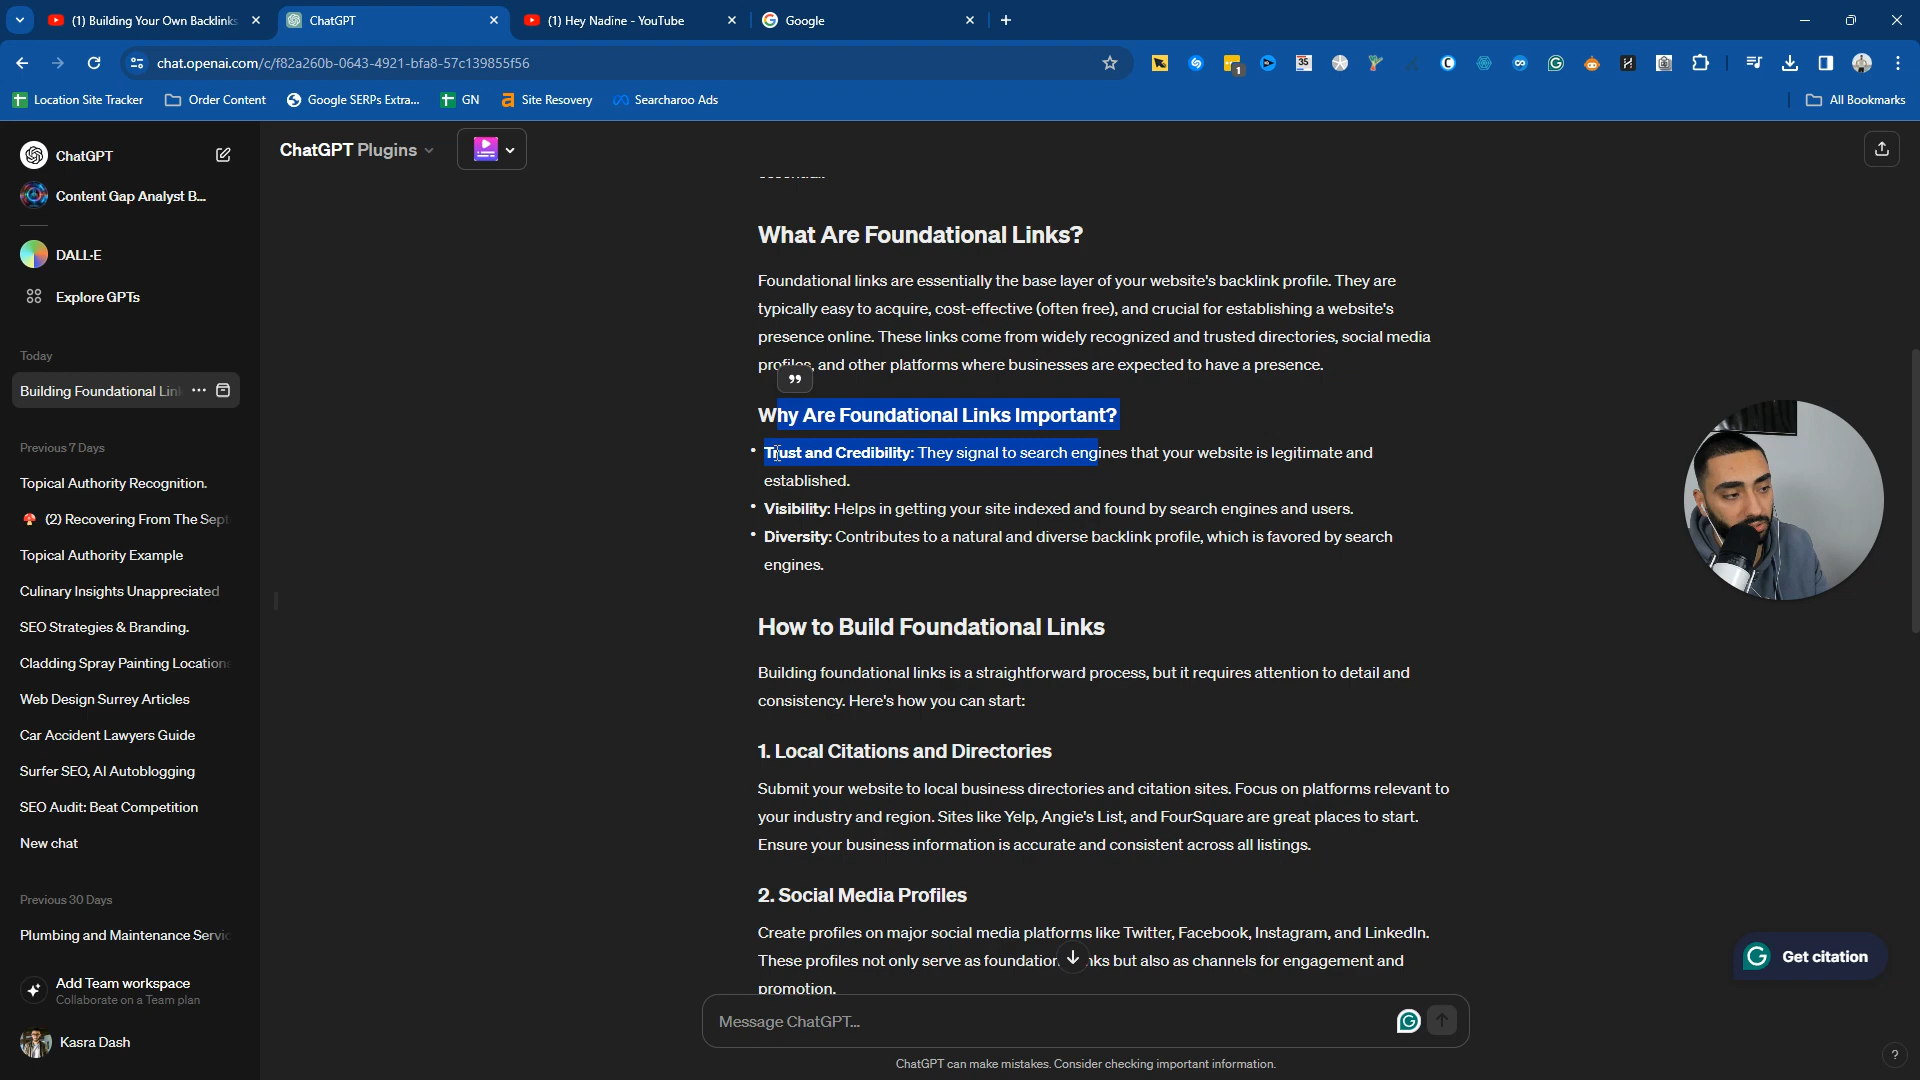 (1) Building Your Own Backlinks
ChatGPT
(1) Hey Nadine - YouTube
Google
chat.openai.com/c/f82a260b-0643-4921-bfa8-57c139855f56
1
35
Location Site Tracker
Order Content
Google SERPs Extra...
GN
Site Recovery
Searcharoo Ads
All Bookmarks
ChatGPT
Content Gap Analyst B...
DALL·E
Explore GPTs
Today
Building Foundational Lin
Previous 7 Days
Topical Authority Recognition.
(2) Recovering From The Sept
Topical Authority Example
Culinary Insights Unappreciated
SEO Strategies & Branding.
Cladding Spray Painting Locations
Web Design Surrey Articles
Car Accident Lawyers Guide
Surfer SEO, AI Autoblogging
SEO Audit: Beat Competition
New chat
Previous 30 Days
Plumbing and Maintenance Servic
Add Team workspace
Collaborate on a Team plan
Kasra Dash
ChatGPT Plugins
What Are Foundational Links?
Foundational links are essentially the base layer of your website's backlink profile. They are
typically easy to acquire, cost-effective (often free), and crucial for establishing a website's
presence online. These links come from widely recognized and trusted directories, social media
profiles, and other platforms where businesses are expected to have a presence.
Why Are Foundational Links Important?
• Trust and Credibility: They signal to search engines that your website is legitimate and
established.
• Visibility: Helps in getting your site indexed and found by search engines and users.
• Diversity: Contributes to a natural and diverse backlink profile, which is favored by search
engines.
How to Build Foundational Links
Building foundational links is a straightforward process, but it requires attention to detail and
consistency. Here's how you can start:
1. Local Citations and Directories
Submit your website to local business directories and citation sites. Focus on platforms relevant to
your industry and region. Sites like Yelp, Angie's List, and FourSquare are great places to start.
Ensure your business information is accurate and consistent across all listings.
2. Social Media Profiles
Create profiles on major social media platforms like Twitter, Facebook, Instagram, and LinkedIn.
These profiles not only serve as foundation nks but also as channels for engagement and
promotion.
Message ChatGPT...
ChatGPT can make mistakes. Consider checking important information.
Get citation
?